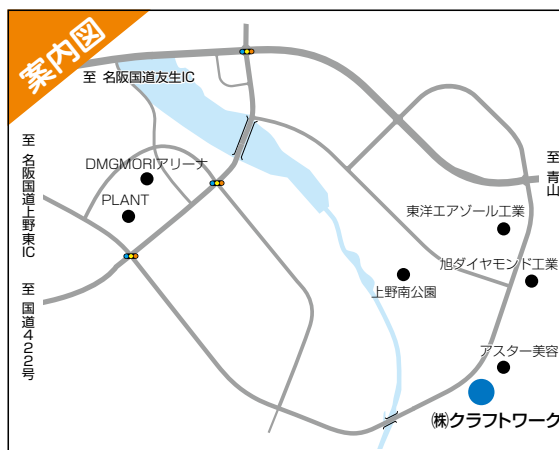 案内図
至 名阪国道友生IC
至 名阪国道上野東IC
DMGMORIアリーナ
PLANT
至 青山
東洋エアゾール工業
旭ダイヤモンド工業
上野南公園
至 国道422号
アスター美容
㈱クラフトワーク